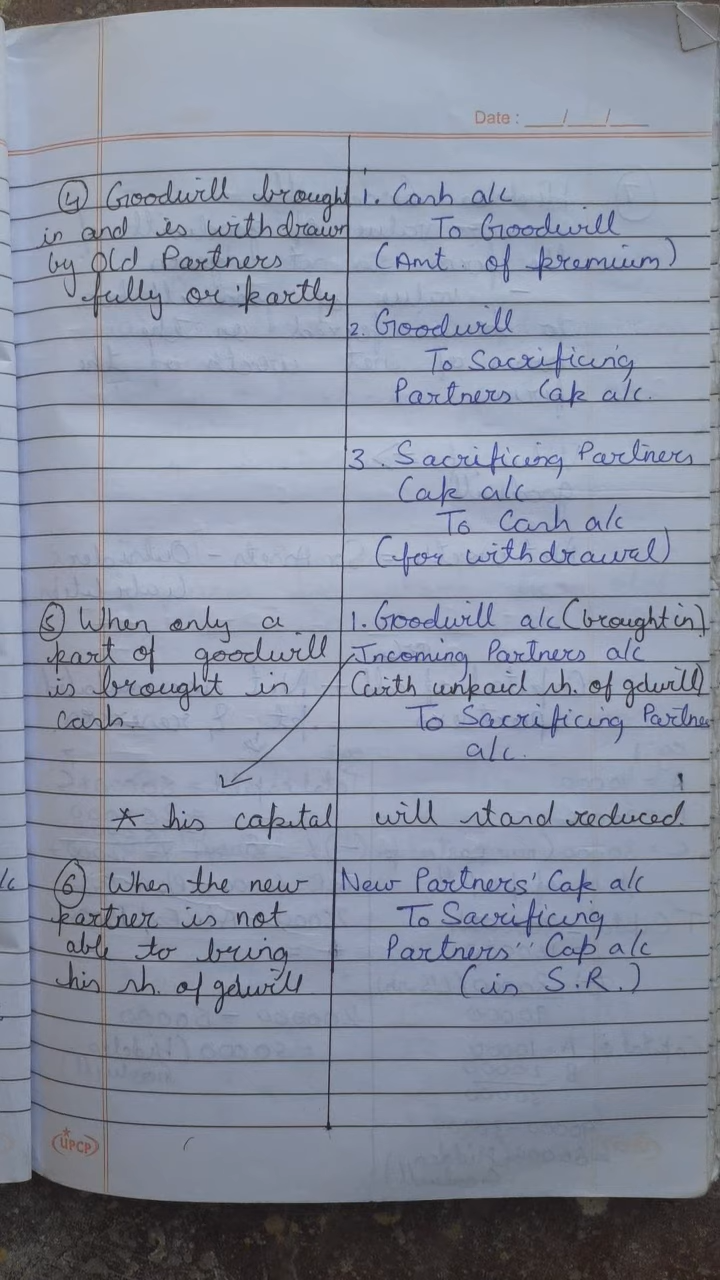 Date : ___/___/___
④ Goodwill brought
in and is withdrawn
by Old Partners
fully or partly
1. Cash a/c
To Goodwill
(Amt of premium)
2. Goodwill
To Sacrificing
Partners Cap a/c.
3. Sacrificing Partners
Cap a/c
To Cash a/c
(for withdrawal)
⑤ When only a
part of goodwill
is brought in
cash.
1. Goodwill a/c (brought in)
Incoming Partners a/c
(with unpaid sh. of gdwill)
To Sacrificing Partner
a/c.
* his capital will stand reduced.
⑥ When the new
partner is not
able to bring
his sh. of gdwill
New Partners' Cap a/c
To Sacrificing
Partners' Cap a/c
(in S.R.)
/c
UPCP